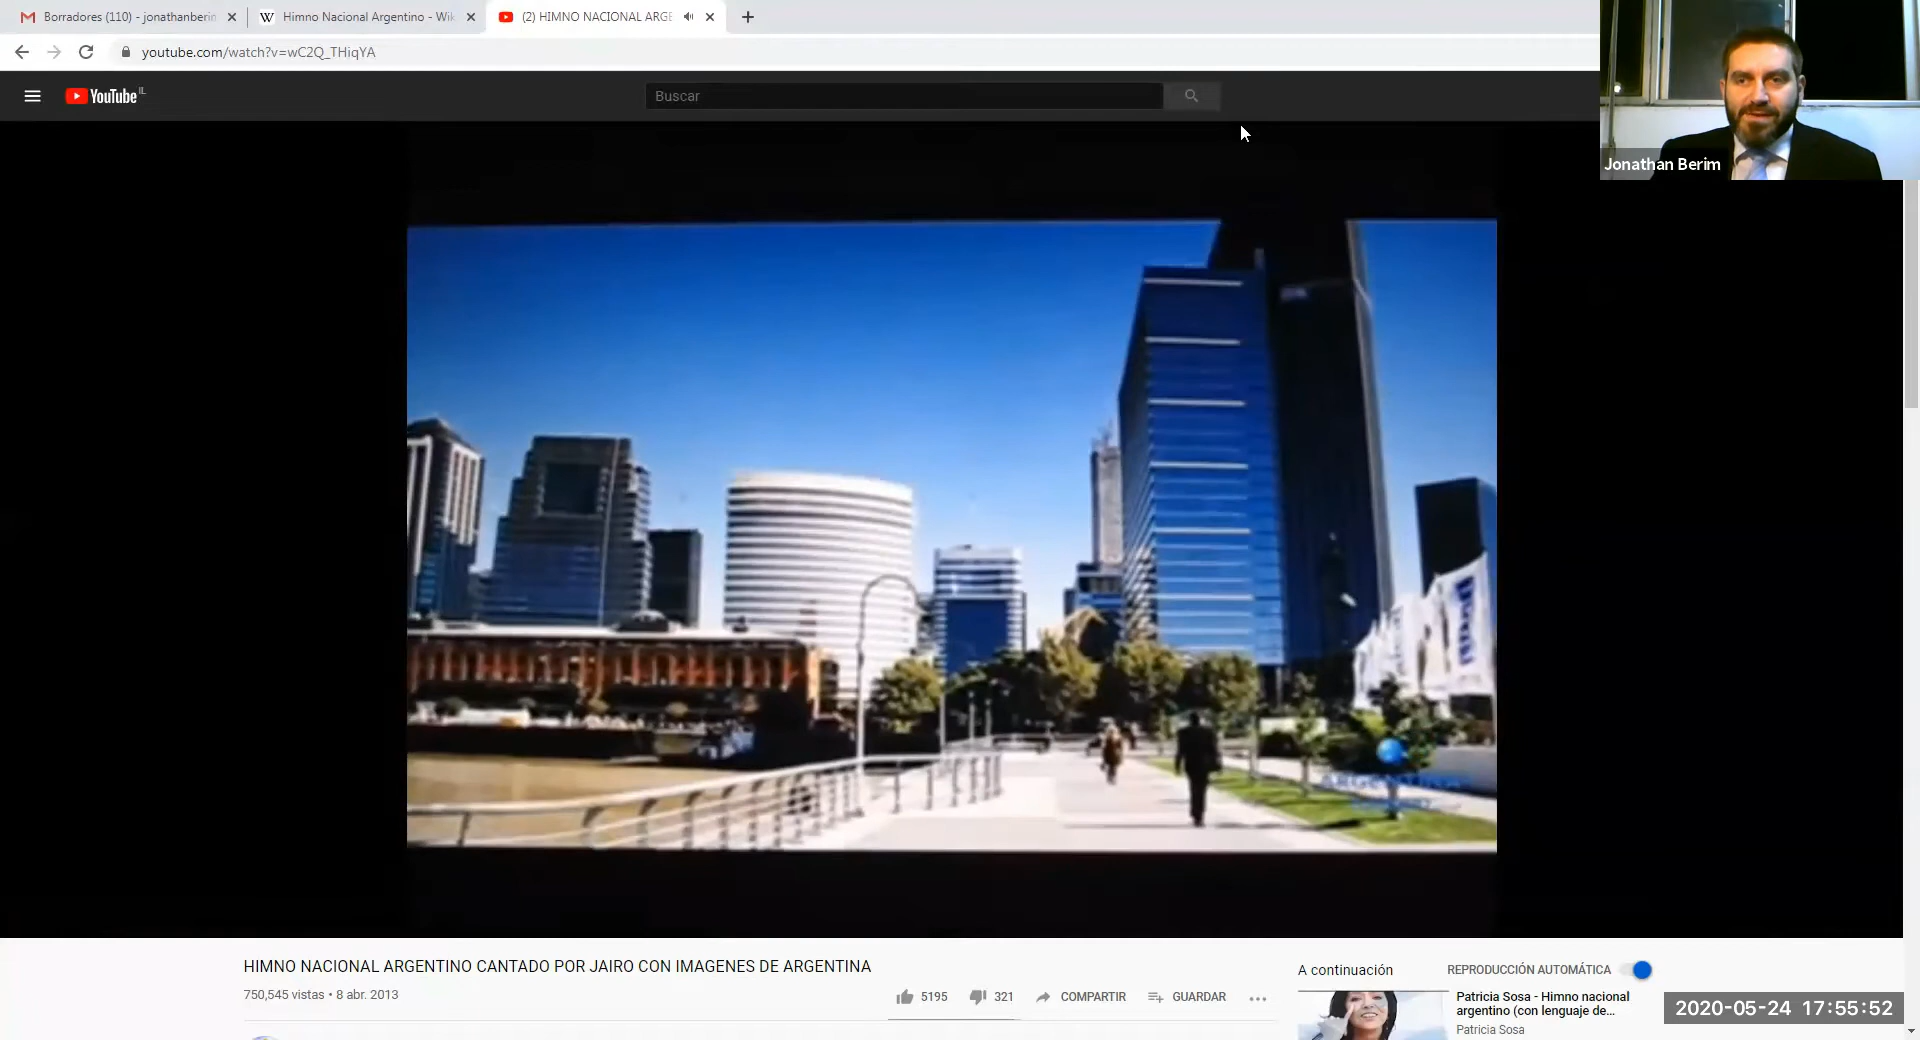 Borradores (110) - jonathanberin
Himno Nacional Argentino - Wik
(2) HIMNO NACIONAL ARGE
youtube.com/watch?v=wC2Q_THiqYA
YouTube IL
Buscar
Jonathan Berim
ARGENTINA
HIMNO NACIONAL ARGENTINO CANTADO POR JAIRO CON IMAGENES DE ARGENTINA
750,545 vistas • 8 abr. 2013
5195
321
COMPARTIR
GUARDAR
A continuación
REPRODUCCIÓN AUTOMÁTICA
Patricia Sosa - Himno nacional
argentino (con lenguaje de...
Patricia Sosa
2020-05-24 17:55:52